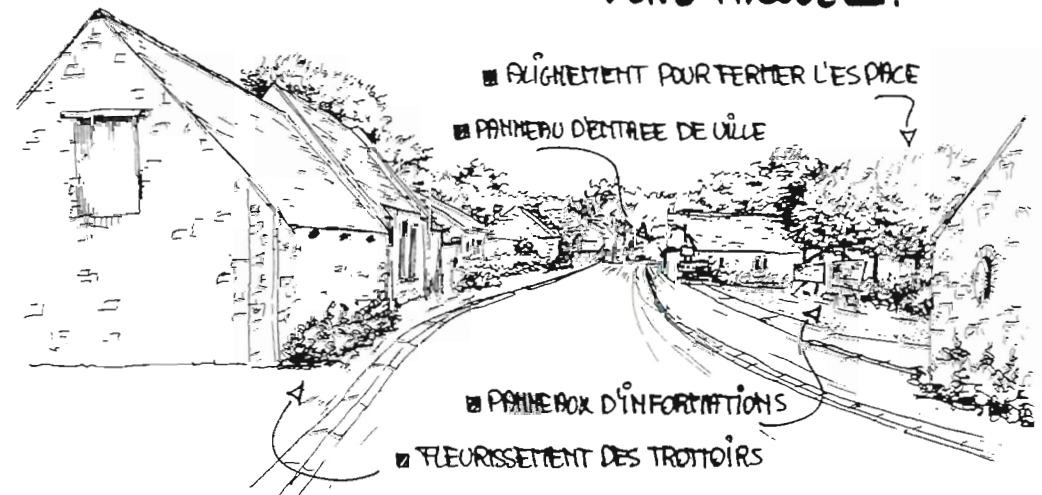 ■ ALIGNEMENT POUR FERMER L'ESPACE
■ PANNEAU D'ENTREE DE VILLE
■ PANNEAUX D'INFORMATIONS
■ FLEURISSEMENT DES TROTTOIRS